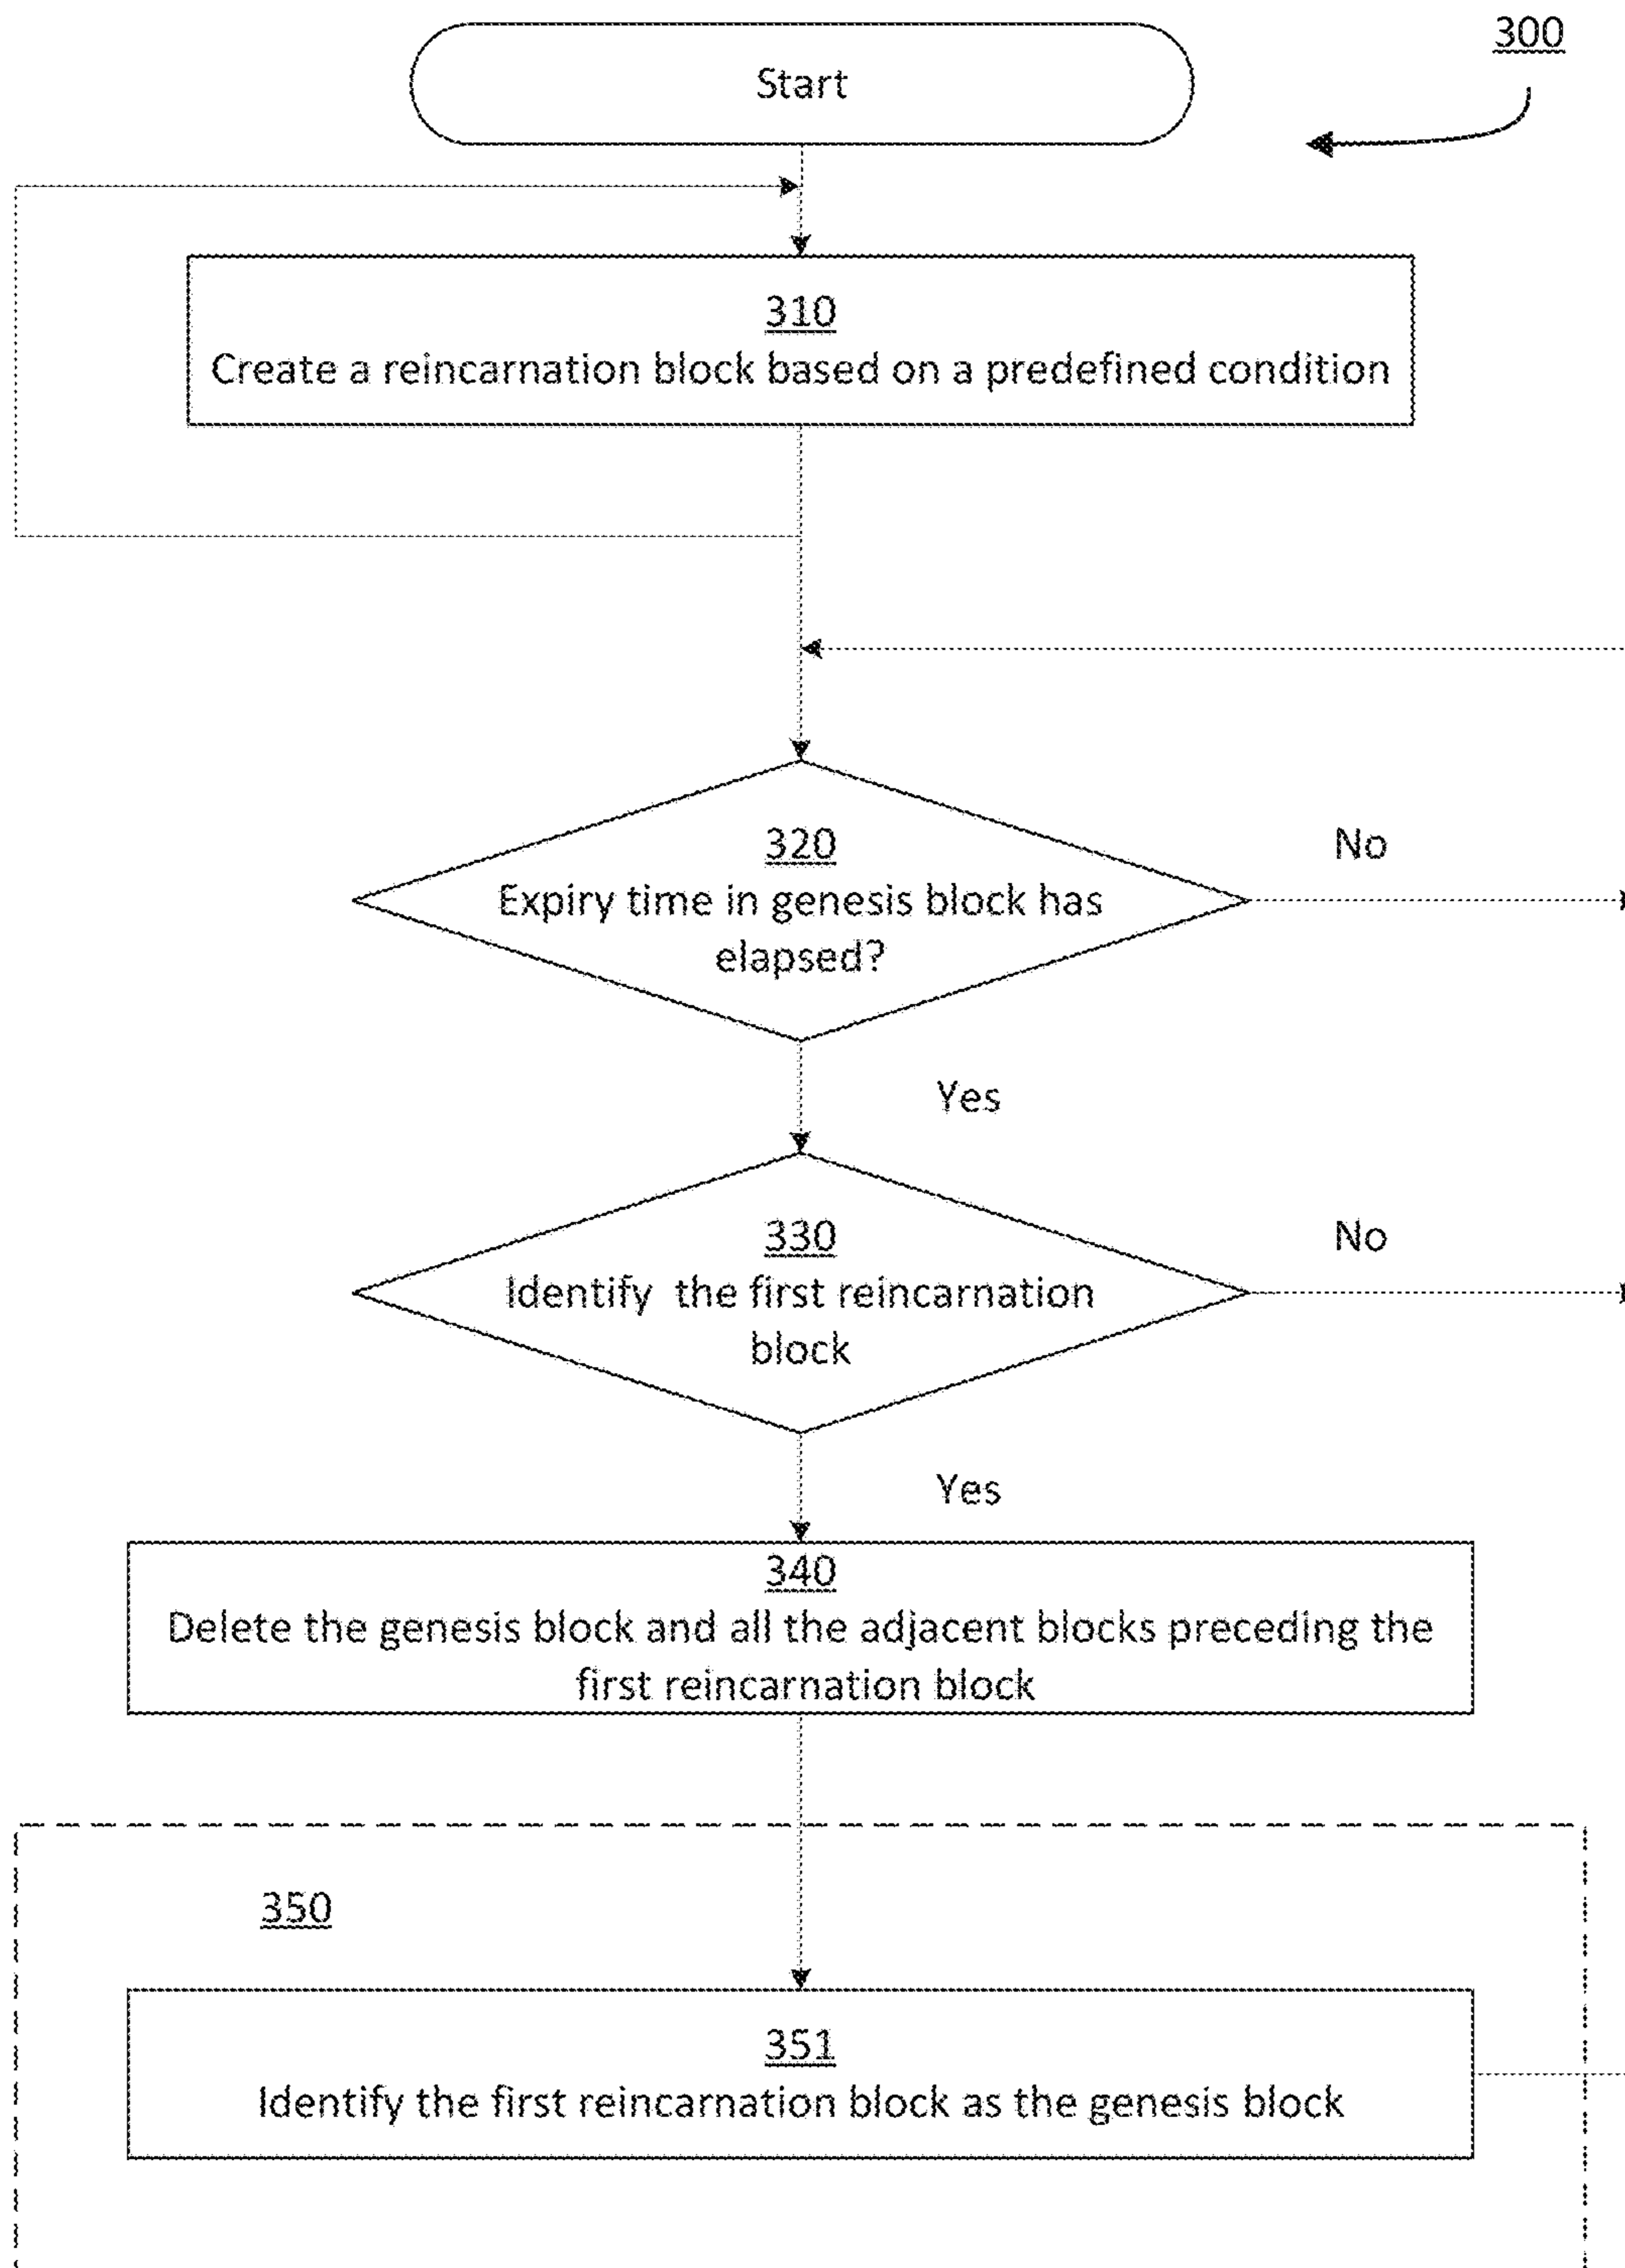 300
Start
310
Create a reincarnation block based on a predefined condition
320
Expiry time in genesis block has
elapsed?
No
Yes
330
Identify the first reincarnation
block
No
Yes
340
Delete the genesis block and all the adjacent blocks preceding the
first reincarnation block
350
351
Identify the first reincarnation block as the genesis block